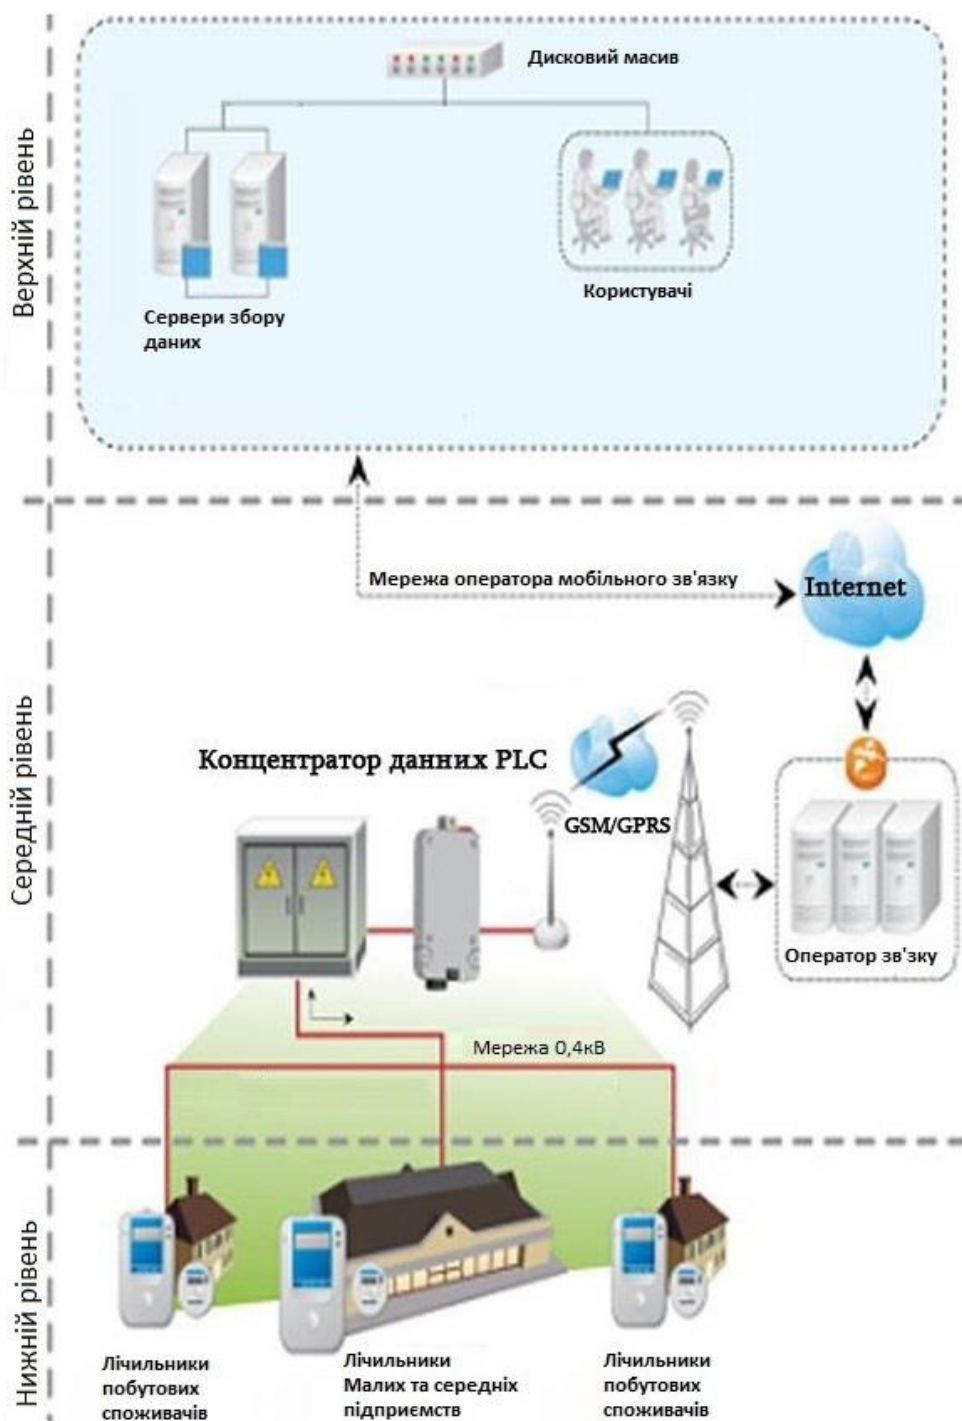 Верхній рівень
Дисковий масив
Користувачі
Сервери збору
даних
Середній рівень
Мережа оператора мобільного зв'язку
Internet
Концентратор данних PLC
GSM/GPRS
Оператор зв'зку
Мережа 0,4кВ
Нижній рівень
Лічильники
побутових
споживачів
Лічильники
Малих та середніх
підприємств
Лічильники
побутових
споживачів